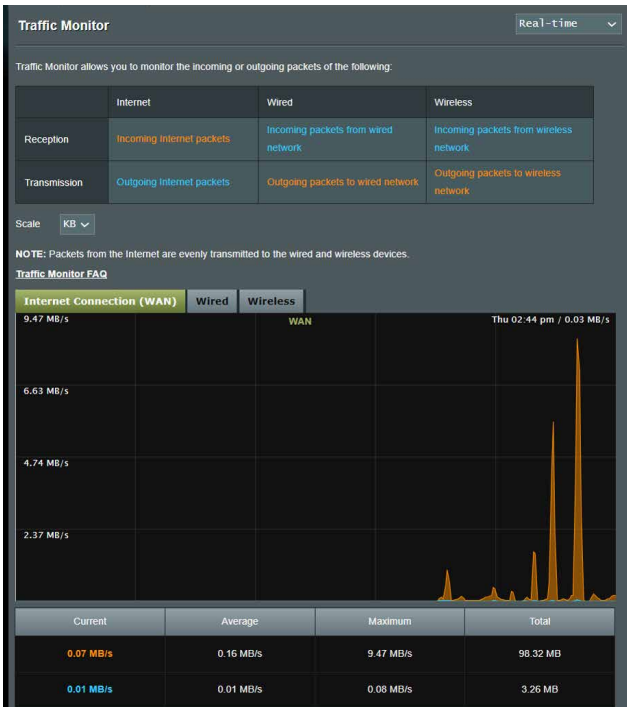 Traffic Monitor
Real-time
Traffic Monitor allows you to monitor the incoming or outgoing packets of the following:
Internet Wired Wireless
Reception Incoming Internet packets Incoming packets from wired network Incoming packets from wireless network
Transmission Outgoing Internet packets Outgoing packets to wired network Outgoing packets to wireless network
Scale KB
NOTE: Packets from the Internet are evenly transmitted to the wired and wireless devices.
Traffic Monitor FAQ
Internet Connection (WAN) Wired Wireless
9.47 MB/s WAN Thu 02:44 pm / 0.03 MB/s
6.63 MB/s
4.74 MB/s
2.37 MB/s
Current Average Maximum Total
0.07 MB/s 0.16 MB/s 9.47 MB/s 98.32 MB
0.01 MB/s 0.01 MB/s 0.08 MB/s 3.26 MB